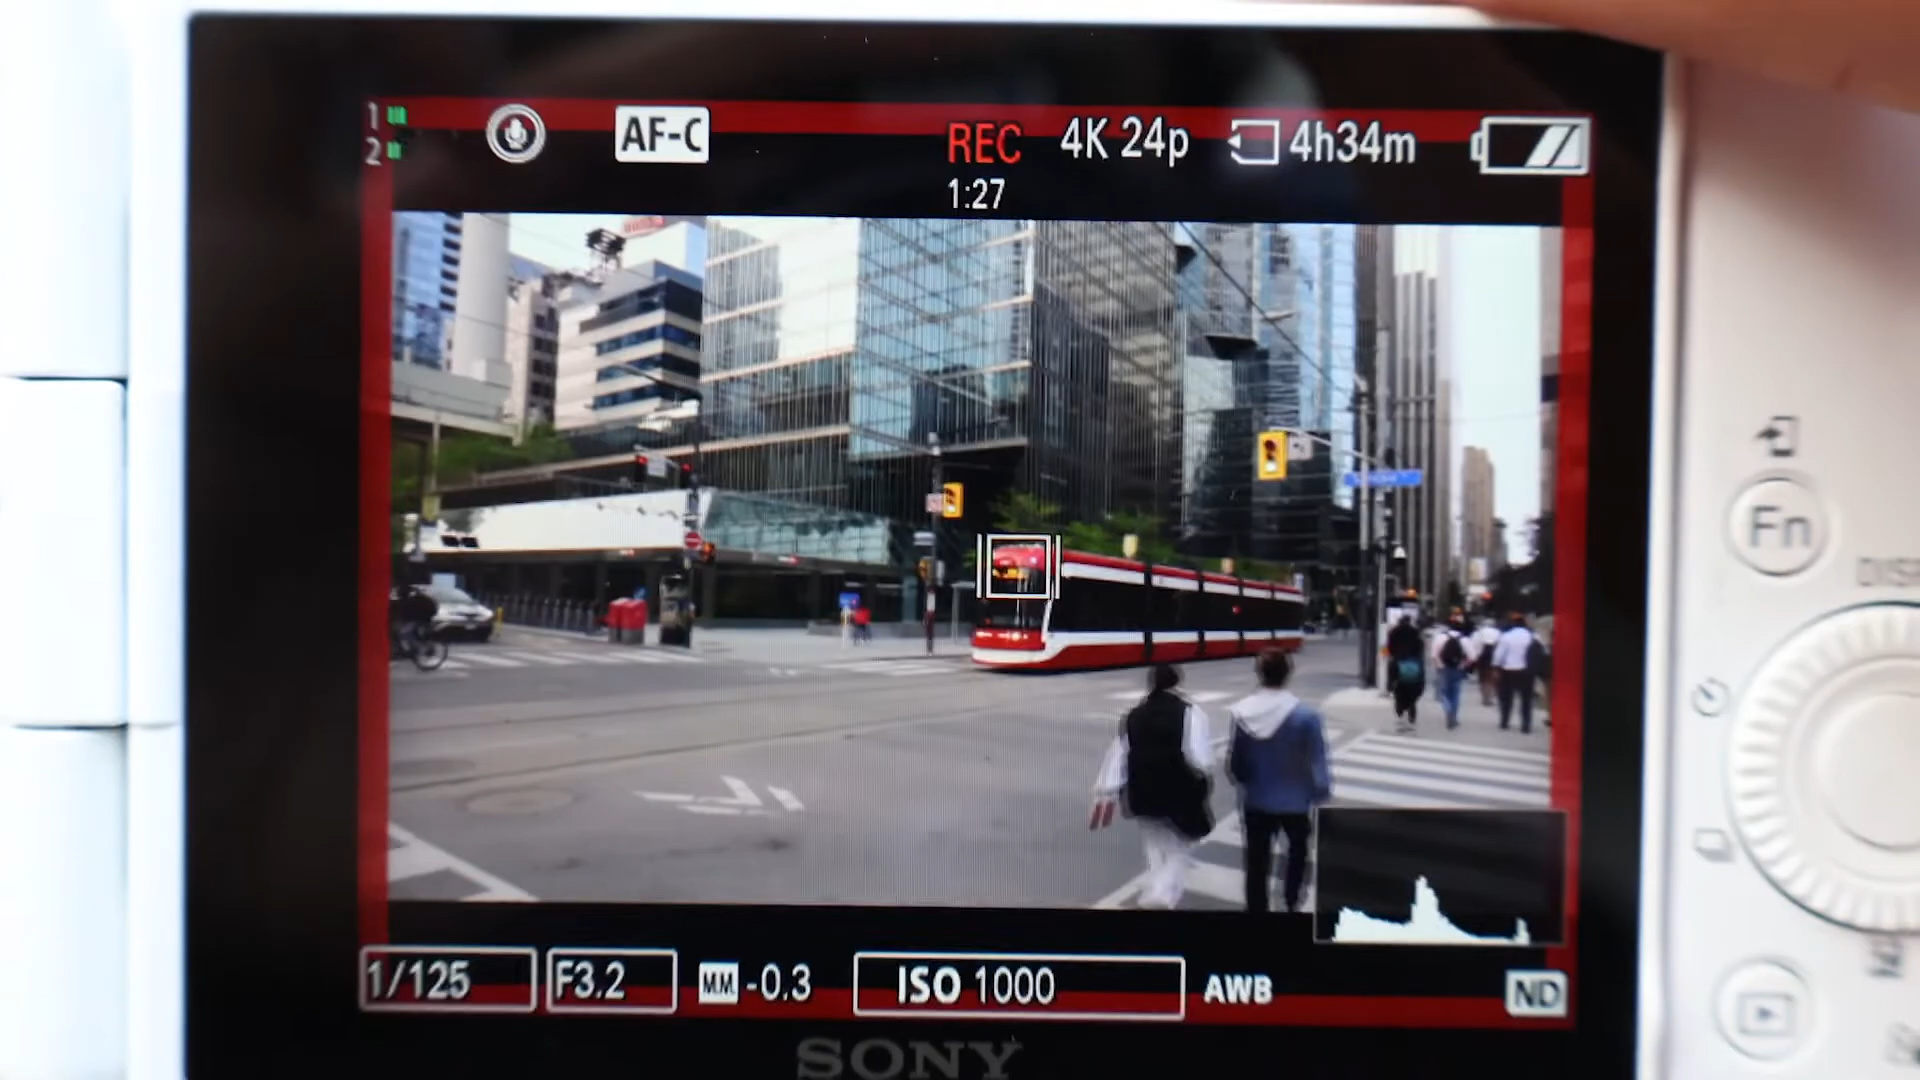 1
2
AF-C
REC 4K 24p 4h34m
1:27
Fn
1/125 F3.2 M.M. -0.3 ISO 1000 AWB ND
SONY